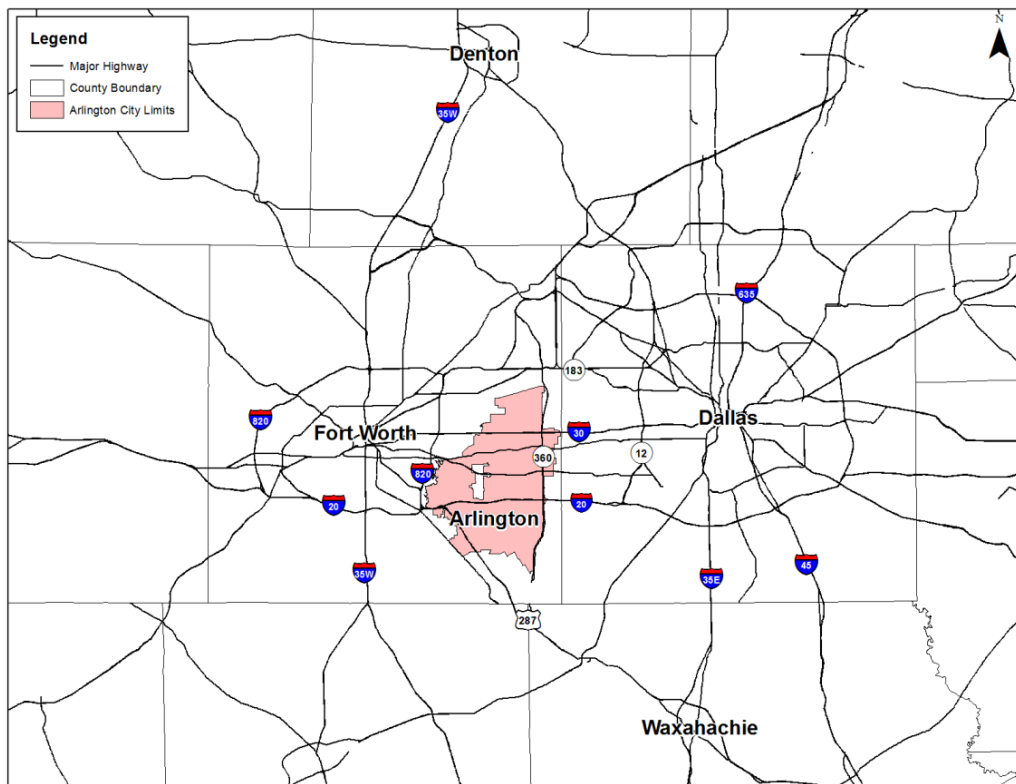 Legend
Major Highway
County Boundary
Arlington City Limits
N
Denton
35W
635
183
820
Fort Worth
30
Dallas
12
360
820
20
Arlington
20
35W
35E
45
287
Waxahachie